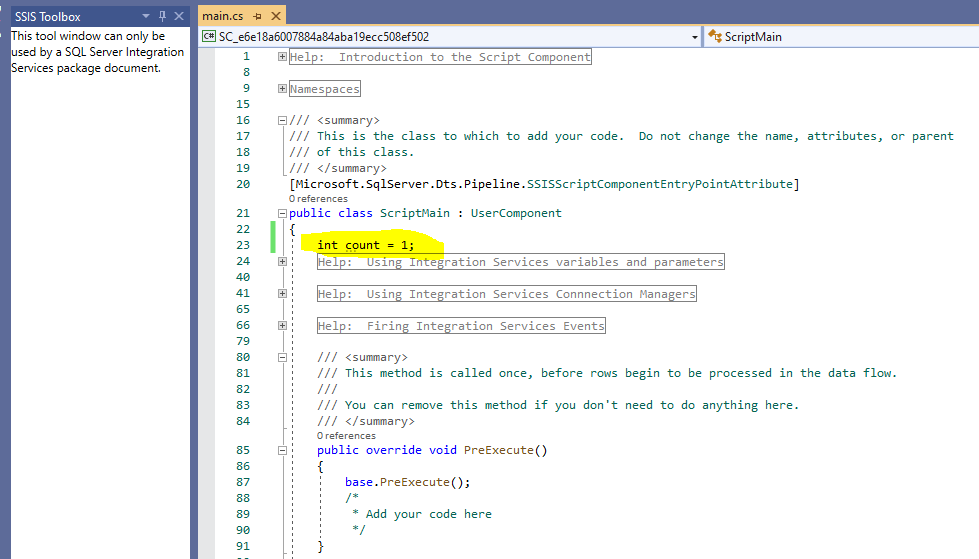 SSIS Toolbox
This tool window can only be
used by a SQL Server Integration
Services package document.
main.cs
C# SC_e6e18a6007884a84aba19ecc508ef502
ScriptMain
1 Help:  Introduction to the Script Component
8
9 Namespaces
15
16 /// <summary>
17 /// This is the class to which to add your code.  Do not change the name, attributes, or parent
18 /// of this class.
19 /// </summary>
20 [Microsoft.SqlServer.Dts.Pipeline.SSISScriptComponentEntryPointAttribute]
0 references
21 public class ScriptMain : UserComponent
22 {
23 int count = 1;
24 Help:  Using Integration Services variables and parameters
40
41 Help:  Using Integration Services Connnection Managers
65
66 Help:  Firing Integration Services Events
79
80 /// <summary>
81 /// This method is called once, before rows begin to be processed in the data flow.
82 ///
83 /// You can remove this method if you don't need to do anything here.
84 /// </summary>
0 references
85 public override void PreExecute()
86 {
87 base.PreExecute();
88 /*
89 * Add your code here
90 */
91 }